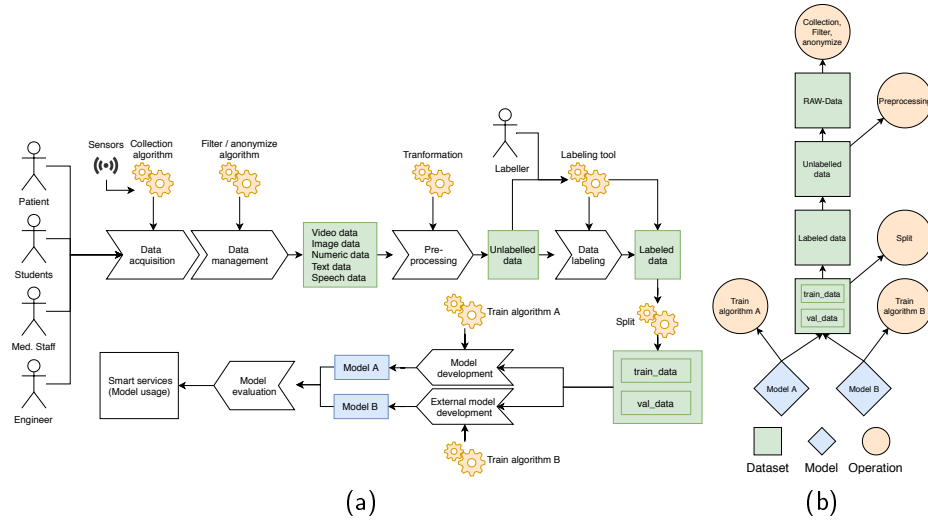 Patient
Students
Med. Staff
Engineer
Sensors
Collection
algorithm
Filter / anonymize
algorithm
Data
acquisition
Data
management
Video data
Image data
Numeric data
Text data
Speech data
Tranformation
Pre-
processing
Unlabelled
data
Labeller
Labeling tool
Data
labeling
Labeled
data
Split
train_data
val_data
Train algorithm A
Model
development
External model
development
Train algorithm B
Model A
Model B
Model
evaluation
Smart services
(Model usage)
(a)
Collection,
Filter,
anonymize
RAW-Data
Preprocessing
Unlabelled
data
Labeled data
Split
train_data
val_data
Train
algorithm A
Train
algorithm B
Model A
Model B
Dataset
Model
Operation
(b)